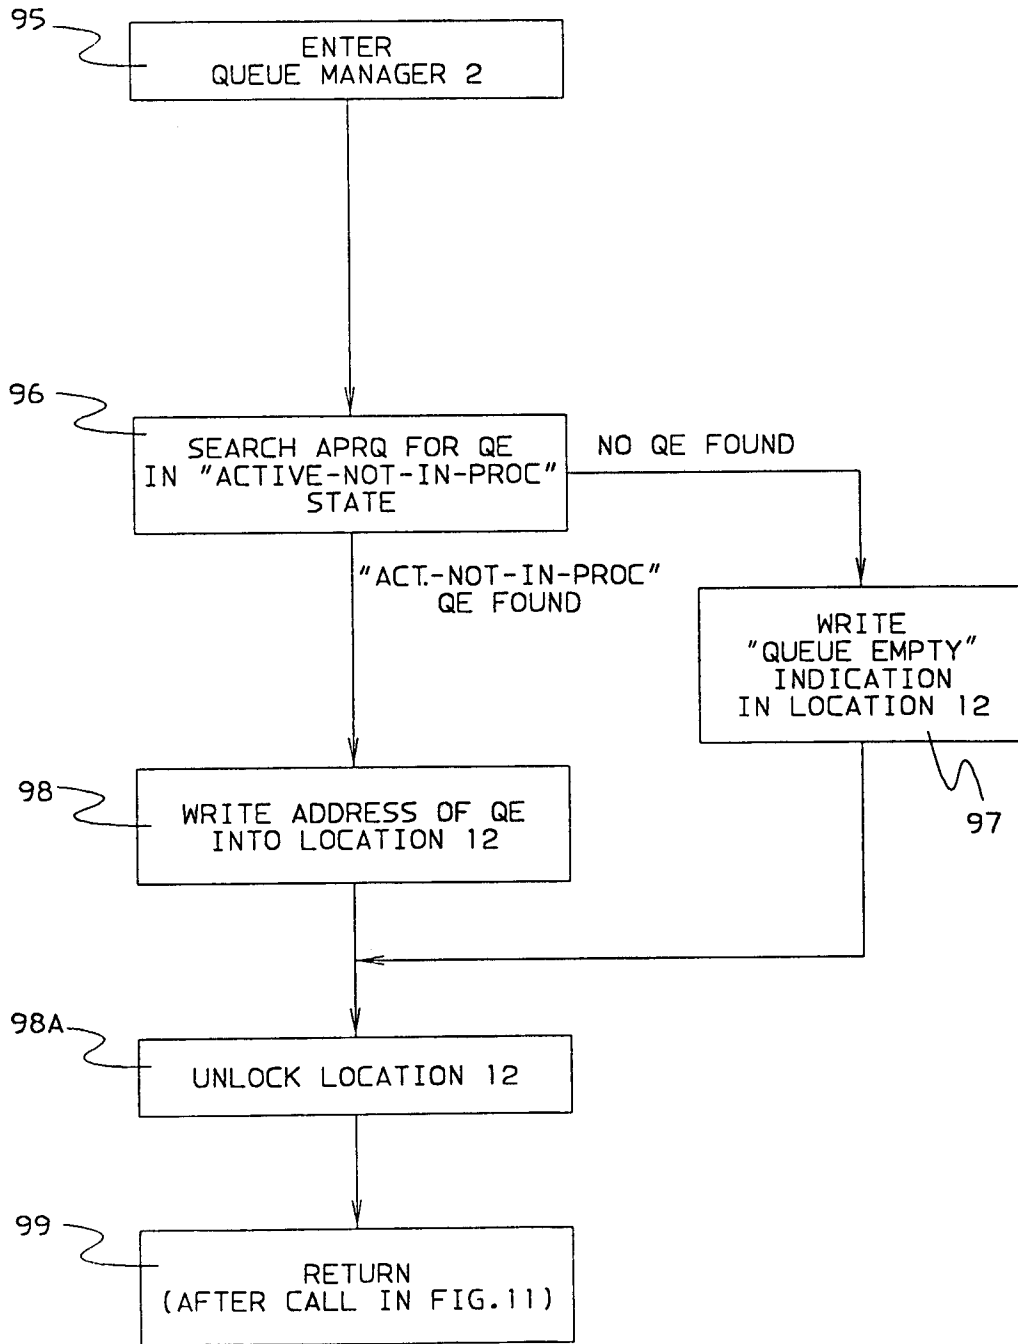 95
ENTER
QUEUE MANAGER 2
96
SEARCH APRQ FOR QE
IN "ACTIVE-NOT-IN-PROC"
STATE
NO QE FOUND
"ACT.-NOT-IN-PROC"
QE FOUND
WRITE
"QUEUE EMPTY"
INDICATION
IN LOCATION 12
97
98
WRITE ADDRESS OF QE
INTO LOCATION 12
98A
UNLOCK LOCATION 12
99
RETURN
(AFTER CALL IN FIG.11)